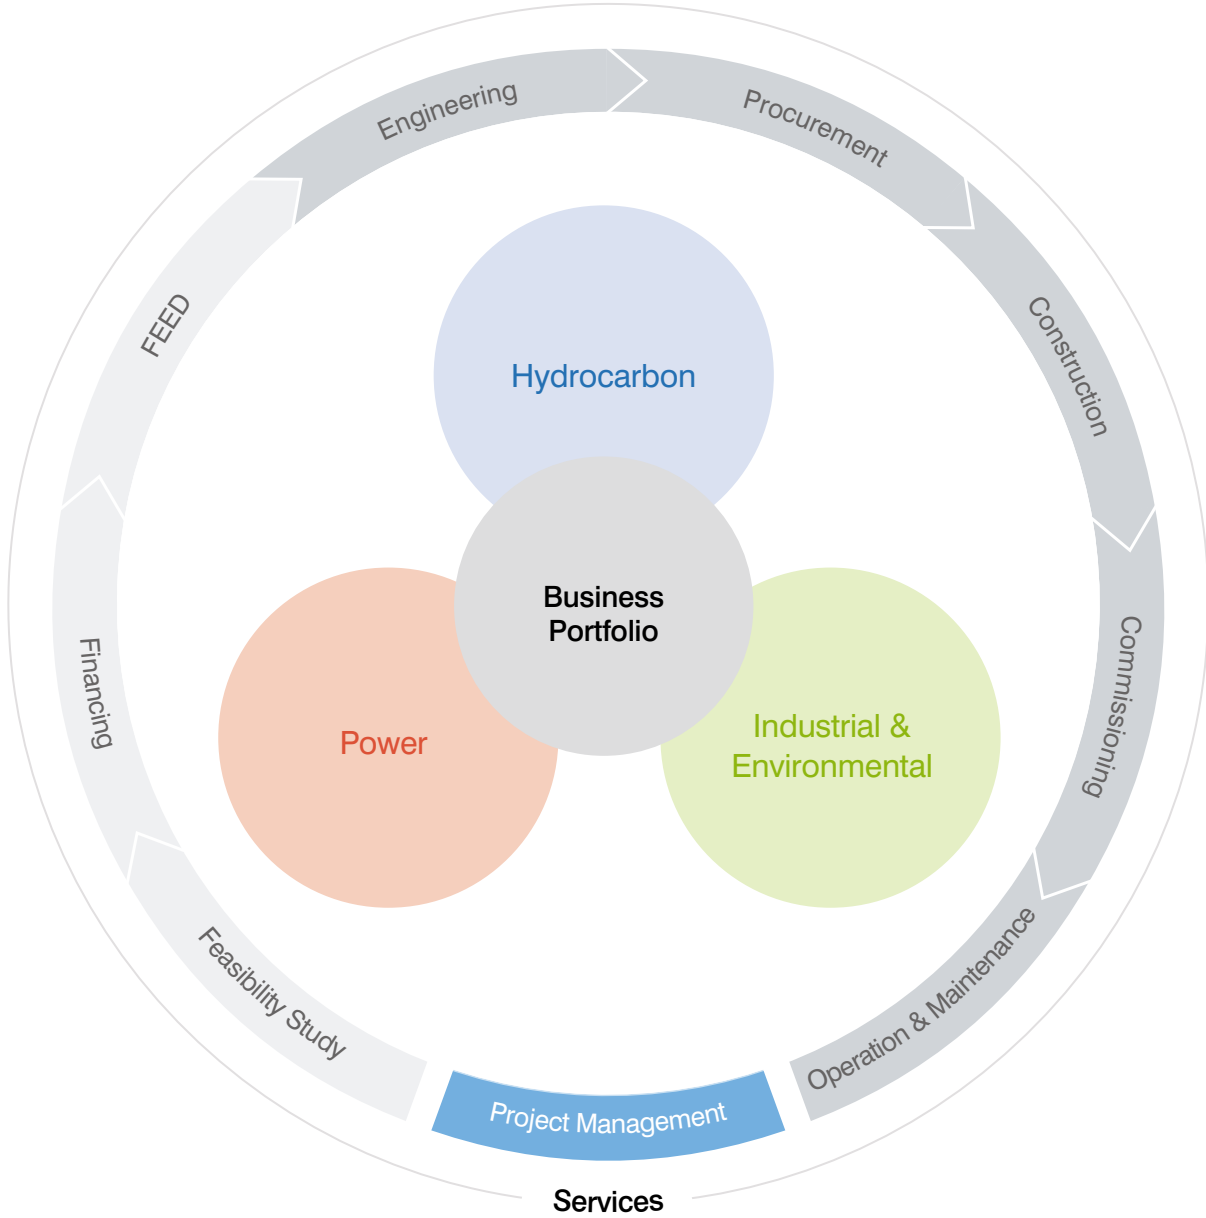 Engineering
Procurement
FEED
Construction
Hydrocarbon
Business
Portfolio
Financing
Commissioning
Power
Industrial &
Environmental
Feasibility Study
Operation & Maintenance
Project Management
Services